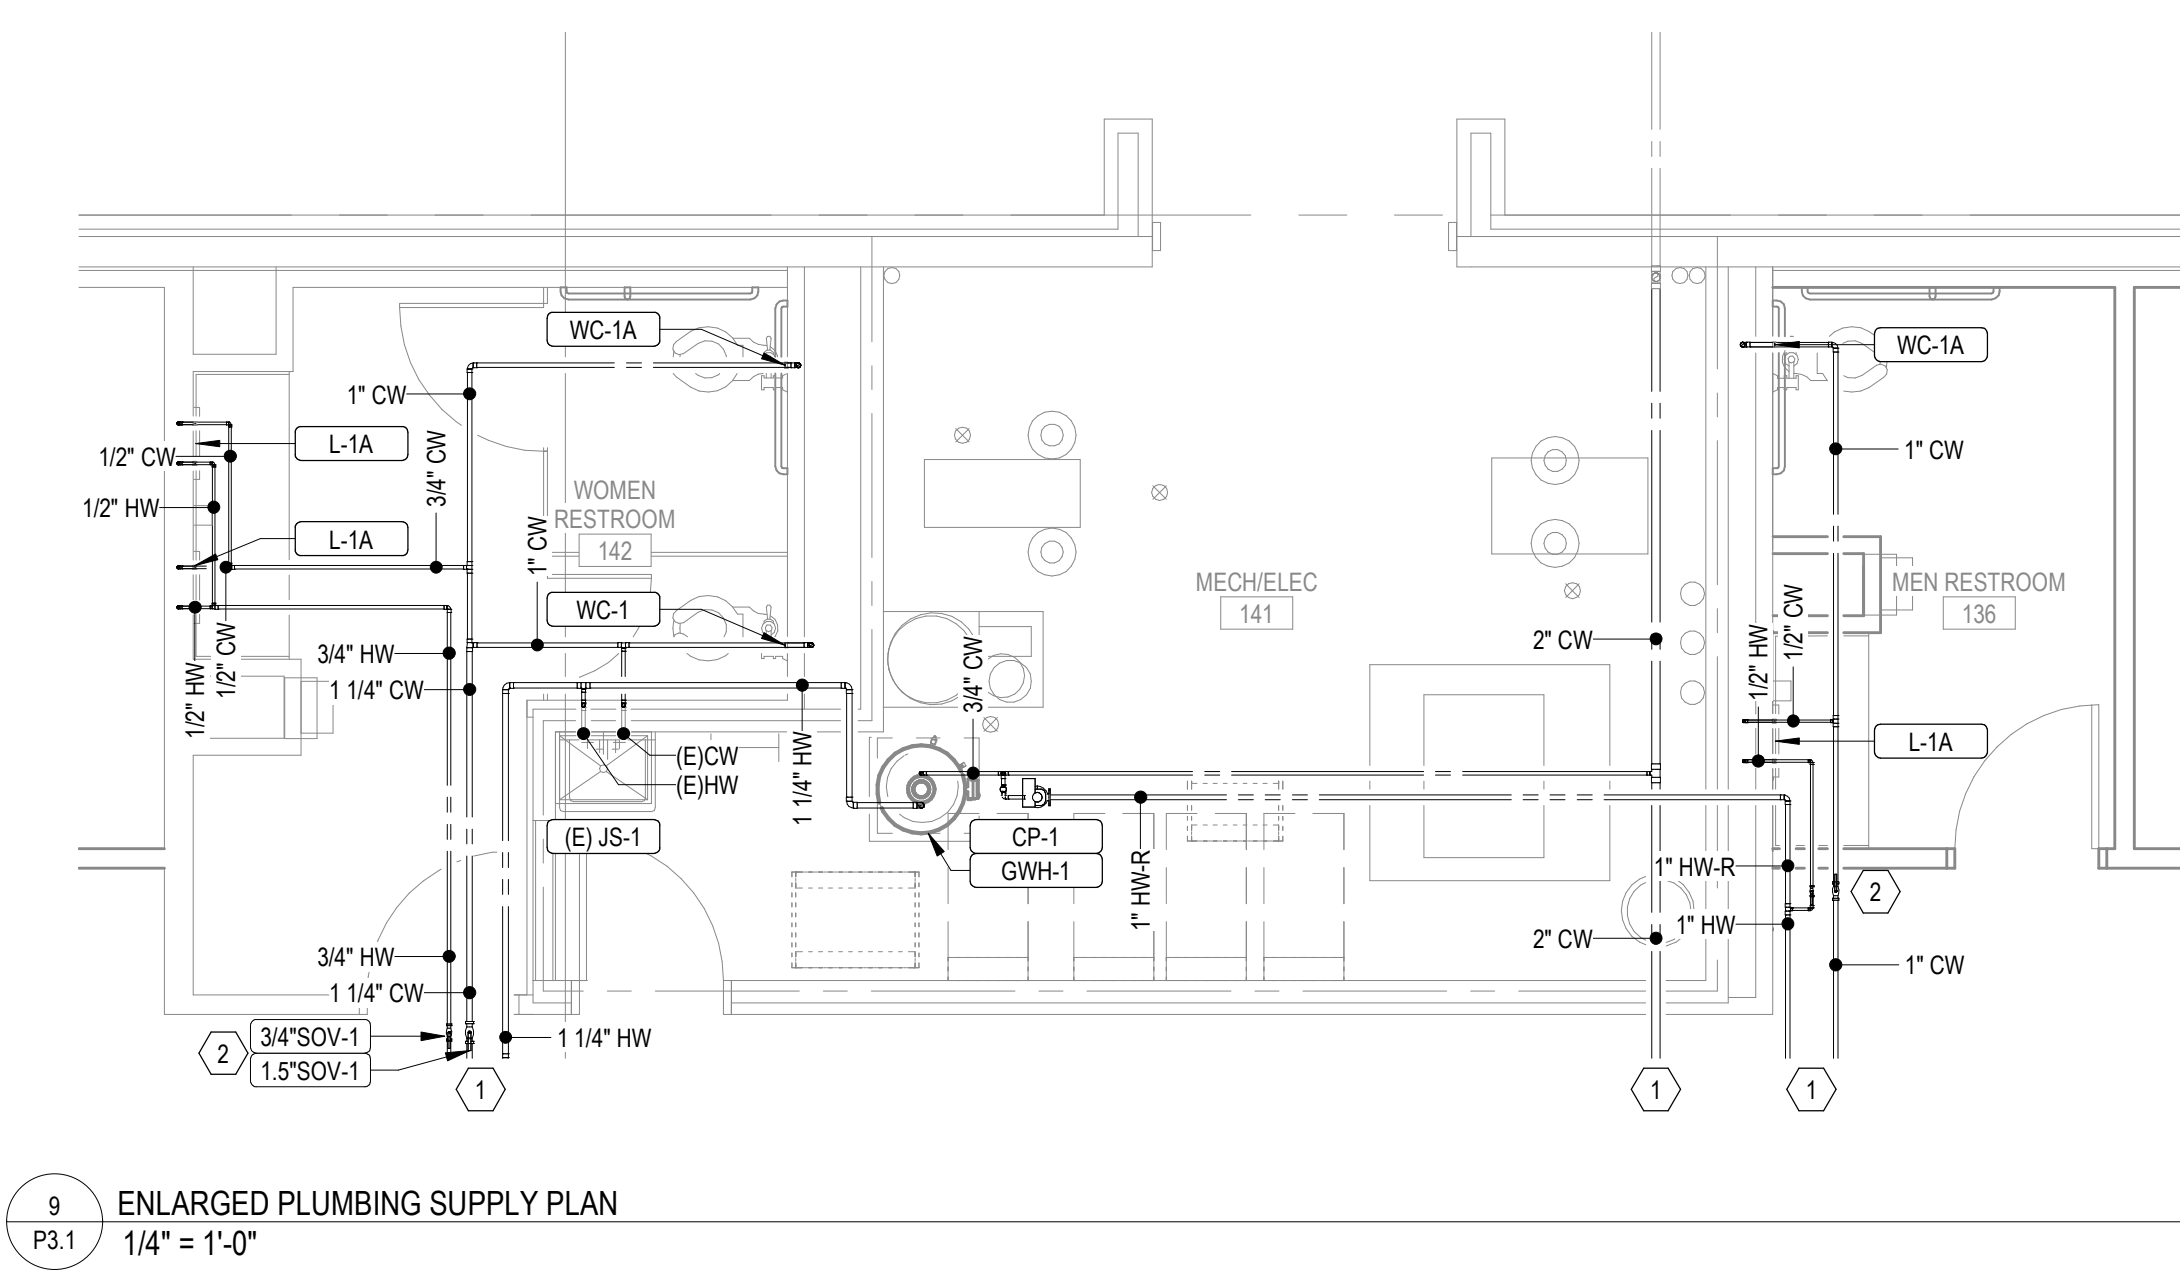 WC-1A
WC-1A
1" CW
L-1A
1/2" CW
3/4" CW
1" CW
1/2" HW
WOMEN
RESTROOM
142
L-1A
1" CW
MECH/ELEC
141
MEN RESTROOM
136
WC-1
1/2" HW
1/2" CW
3/4" HW
1 1/4" CW
3/4" CW
2" CW
1/2" HW
1/2" CW
L-1A
(E)CW
(E)HW
1 1/4" HW
(E) JS-1
CP-1
GWH-1
1" HW-R
1" HW-R
2
1" HW
3/4" HW
1 1/4" CW
2" CW
1" CW
3/4"SOV-1
1.5"SOV-1
2
1 1/4" HW
1
1
1
9
P3.1
ENLARGED PLUMBING SUPPLY PLAN
1/4" = 1'-0"